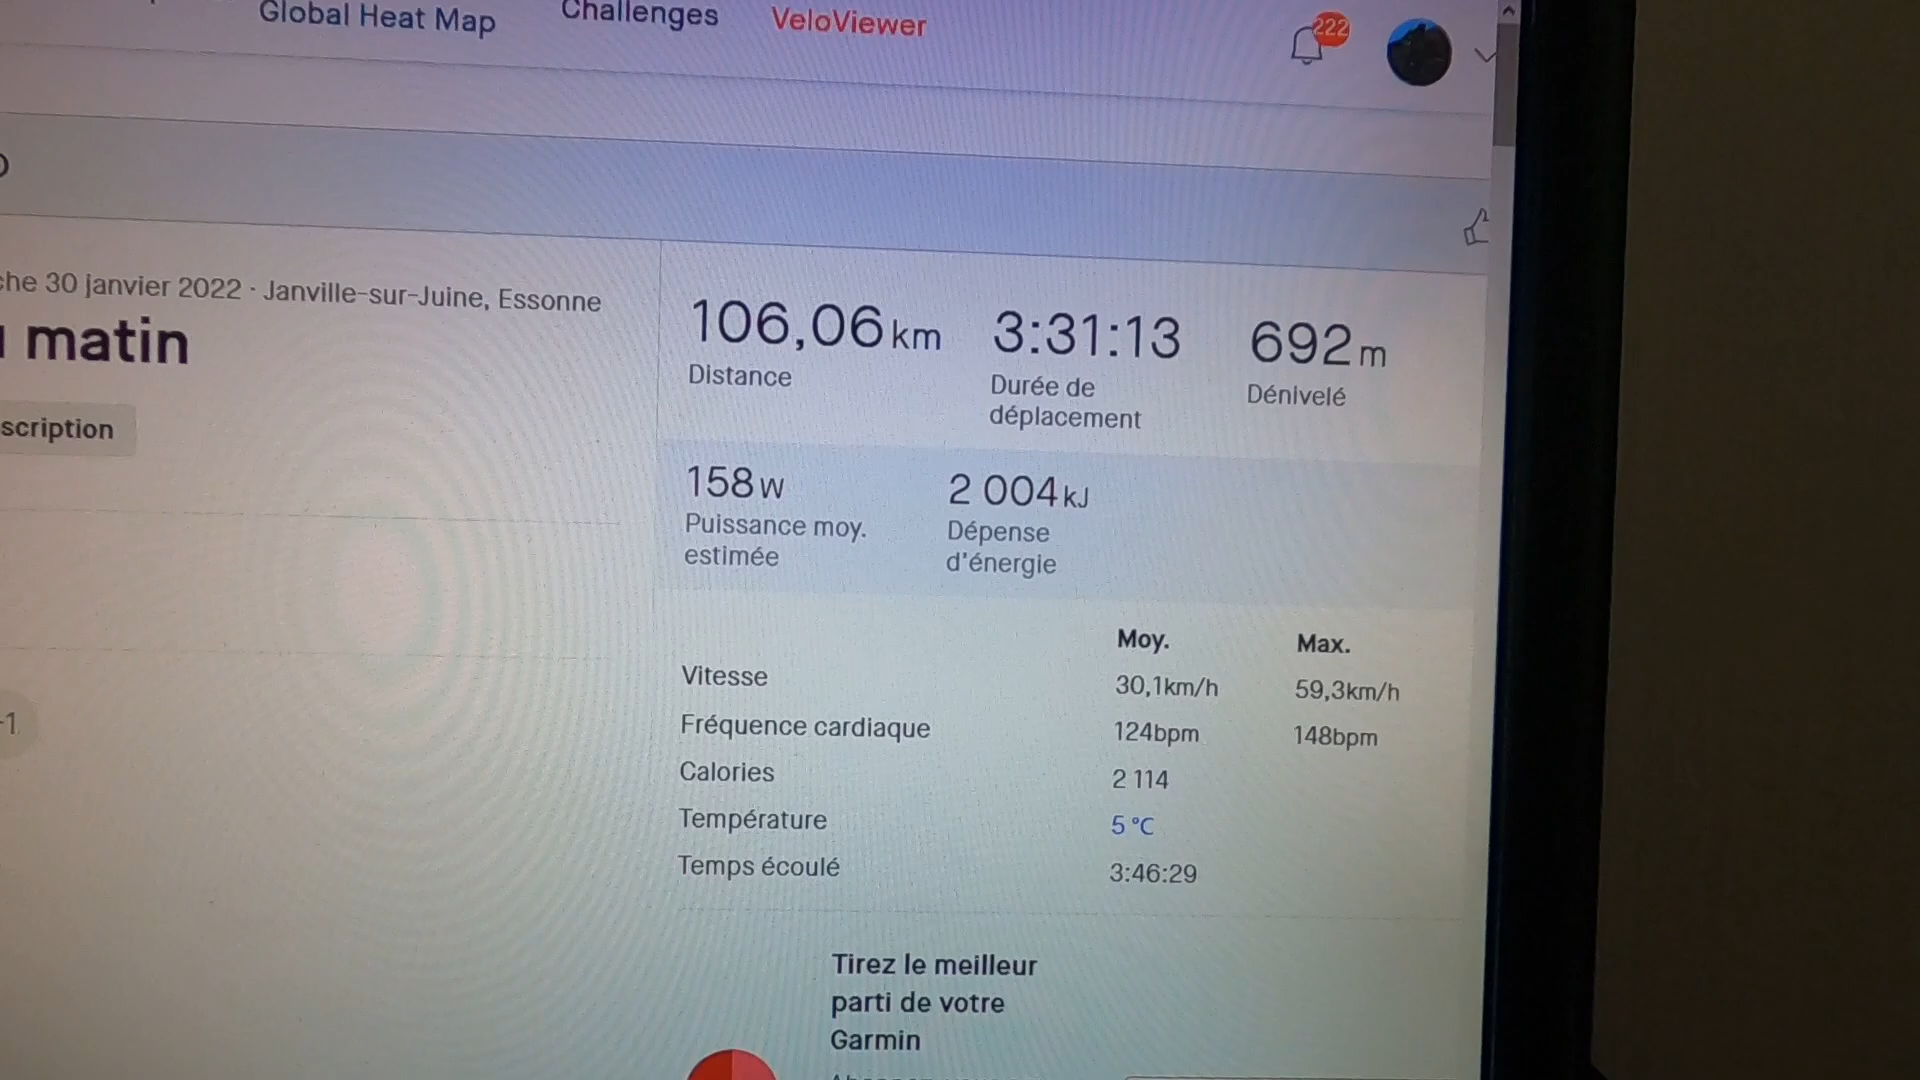 Global Heat Map Challenges VeloViewer 222
30 janvier 2022 · Janville-sur-Juine, Essonne
matin
scription
106,06 km 3:31:13 692 m
Distance Durée de déplacement Dénivelé
158 W 2 004 kJ
Puissance moy. estimée Dépense d'énergie
Moy. Max.
Vitesse 30,1km/h 59,3km/h
Fréquence cardiaque 124bpm 148bpm
Calories 2 114
Température 5 °C
Temps écoulé 3:46:29
Tirez le meilleur
parti de votre
Garmin